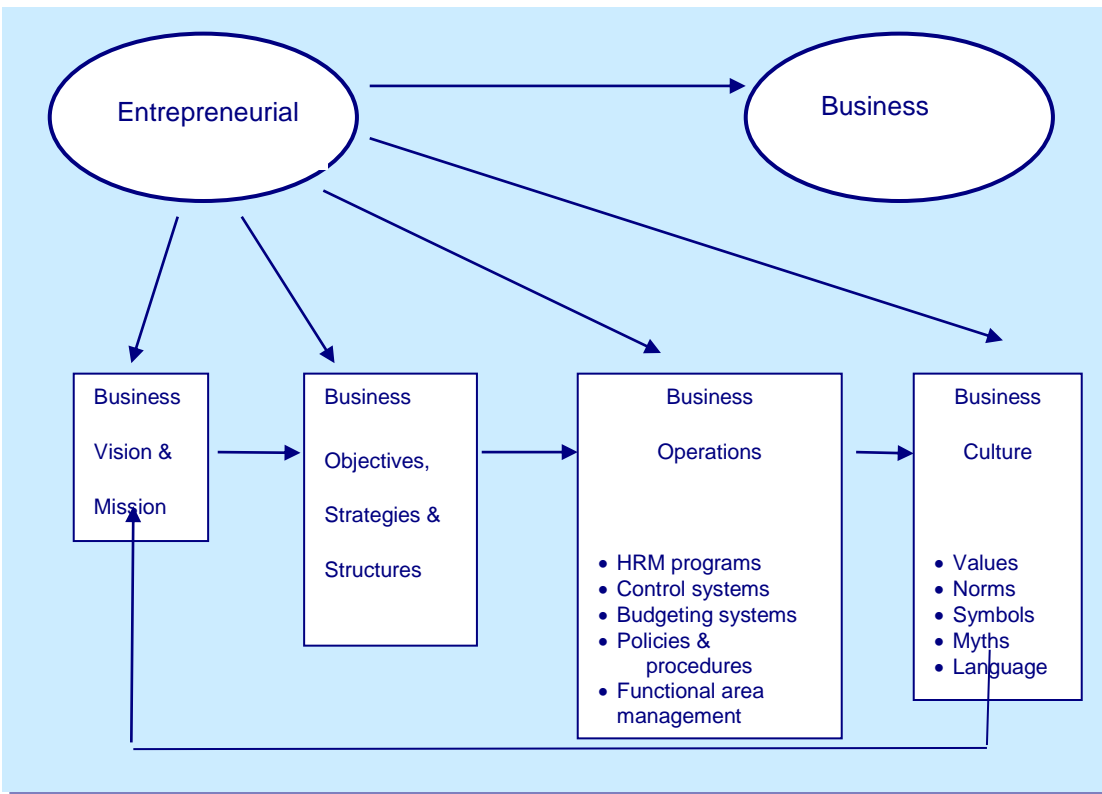 Entrepreneurial
Business
Business
Vision &
Mission
Business
Objectives,
Strategies &
Structures
Business
Operations
• HRM programs
• Control systems
• Budgeting systems
• Policies &
procedures
• Functional area
management
Business
Culture
• Values
• Norms
• Symbols
• Myths
• Language